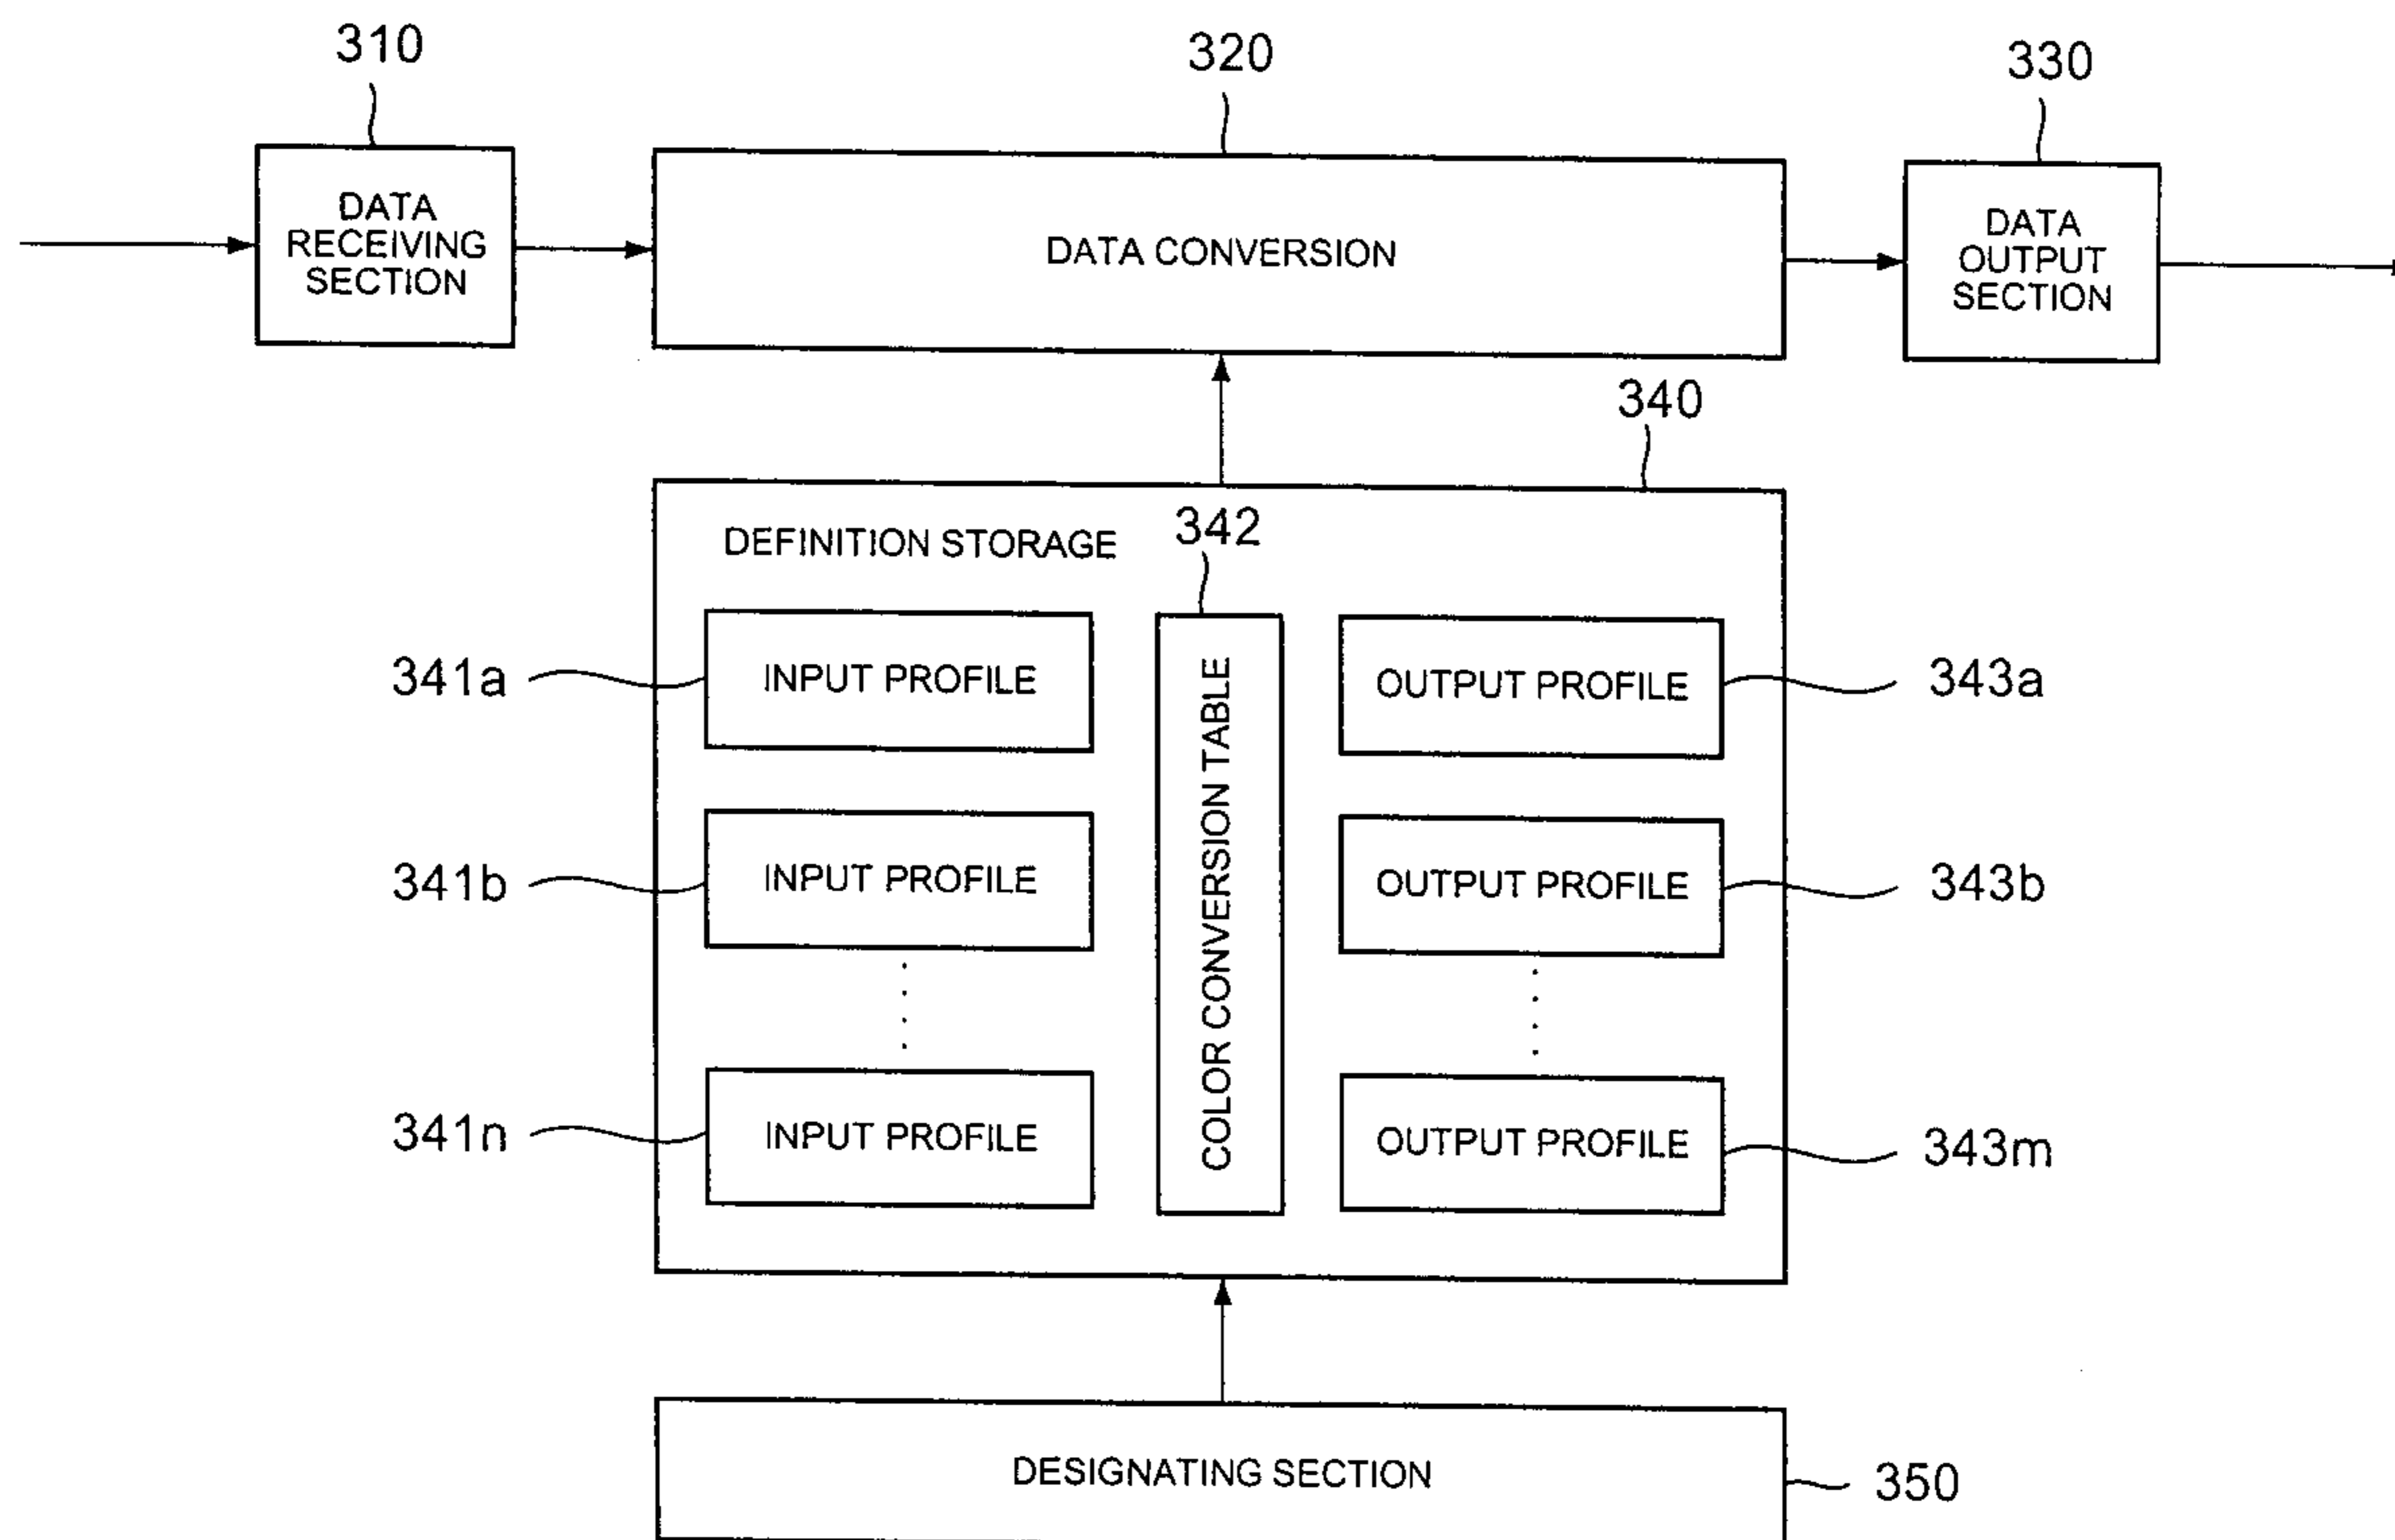 310
320
330
DATA
RECEIVING
SECTION
DATA CONVERSION
DATA
OUTPUT
SECTION
340
DEFINITION STORAGE
342
341a
INPUT PROFILE
COLOR CONVERSION TABLE
OUTPUT PROFILE
343a
341b
INPUT PROFILE
OUTPUT PROFILE
343b
341n
INPUT PROFILE
OUTPUT PROFILE
343m
DESIGNATING SECTION
350